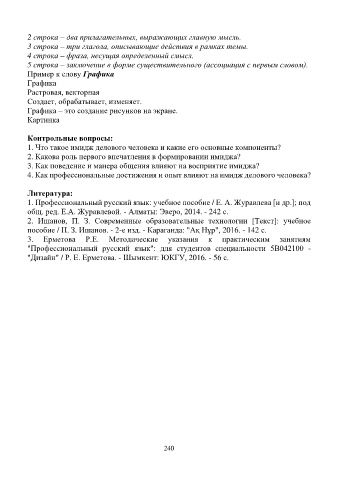 2 строка – два прилагательных, выражающих главную мысль.
3 строка – три глагола, описывающие действия в рамках темы.
4 строка – фраза, несущая определенный смысл.
5 строка – заключение в форме существительного (ассоциация с первым словом).
Пример к слову Графика
Графика
Растровая, векторная
Создает, обрабатывает, изменяет.
Графика – это создание рисунков на экране.
Картинка
Контрольные вопросы:
1. Что такое имидж делового человека и какие его основные компоненты?
2. Какова роль первого впечатления в формировании имиджа?
3. Как поведение и манера общения влияют на восприятие имиджа?
4. Как профессиональные достижения и опыт влияют на имидж делового человека?
Литература:
1. Профессиональный русский язык: учебное пособие / Е. А. Журавлева [и др.]; под
общ. ред. Е.А. Журавлевой. - Алматы: Эверо, 2014. - 242 с.
2. Ишанов, П. З. Современные образовательные технологии [Текст]: учебное
пособие / П. З. Ишанов. - 2-е изд. - Караганда: "Ақ Нұр", 2016. - 142 с.
3. Ерметова Р.Е. Методические указания к практическим занятиям
"Профессиональный русский язык": для студентов специальности 5В042100 -
"Дизайн" / Р. Е. Ерметова. - Шымкент: ЮКГУ, 2016. - 56 с.
240